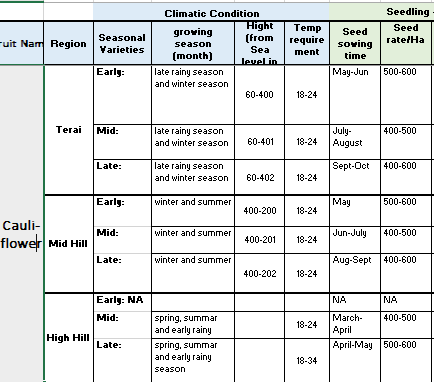 Climatic Condition Seedling
ruit Nam Region Seasonal Varieties growing season (month) Hight (from Sea level in Temp require ment Seed sowing time Seed rate/Ha
Cauli-flower
Terai
Early: late rainy season and winter season 60-400 18-24 May-Jun 500-600
Mid: late rainy season and winter season 60-401 18-24 July-August 400-500
Late: late rainy season and winter season 60-402 18-24 Sept-Oct 400-600
Mid Hill
Early: winter and summer 400-200 18-24 May 500-600
Mid: winter and summer 400-201 18-24 Jun-July 400-500
Late: winter and summer 400-202 18-24 Aug-Sept 400-600
High Hill
Early: NA NA NA
Mid: spring, summar and early rainy 18-24 March-April 400-500
Late: spring, summar and early rainy season 18-34 April-May 500-600